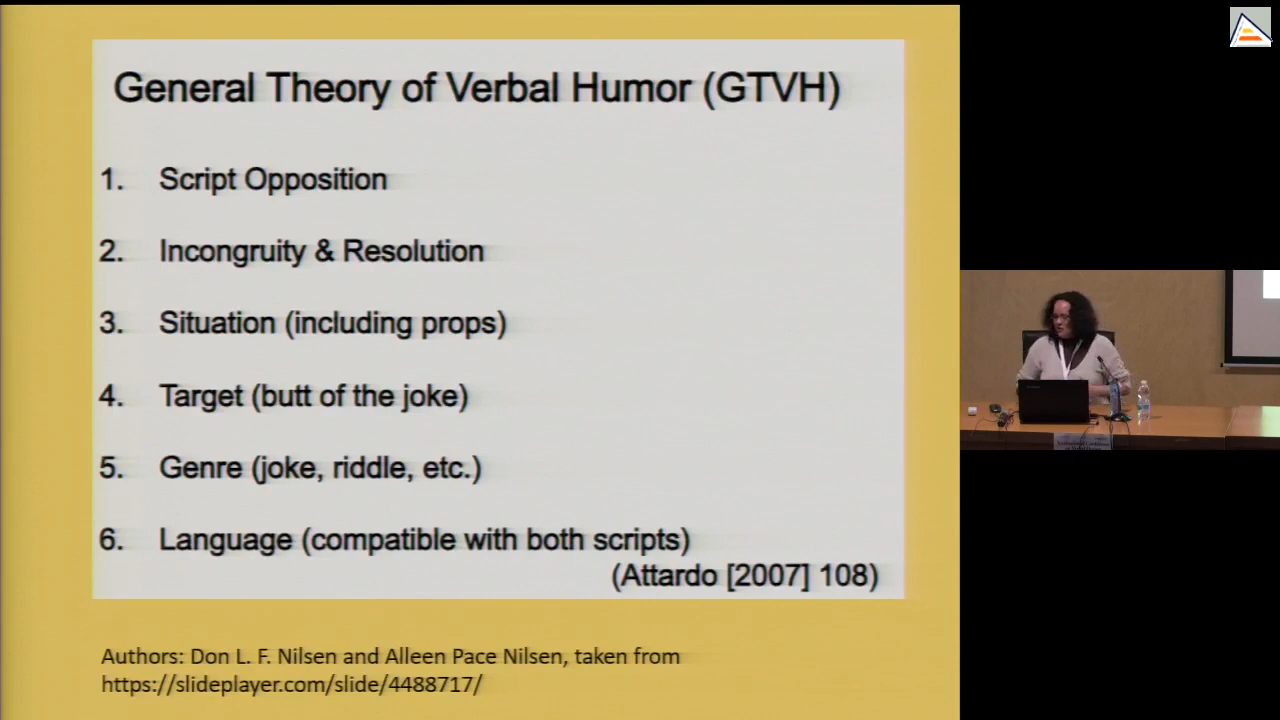 General Theory of Verbal Humor (GTVH)
1. Script Opposition
2. Incongruity & Resolution
3. Situation (including props)
4. Target (butt of the joke)
5. Genre (joke, riddle, etc.)
6. Language (compatible with both scripts)
(Attardo [2007] 108)
Authors: Don L. F. Nilsen and Alleen Pace Nilsen, taken from
https://slideplayer.com/slide/4488717/